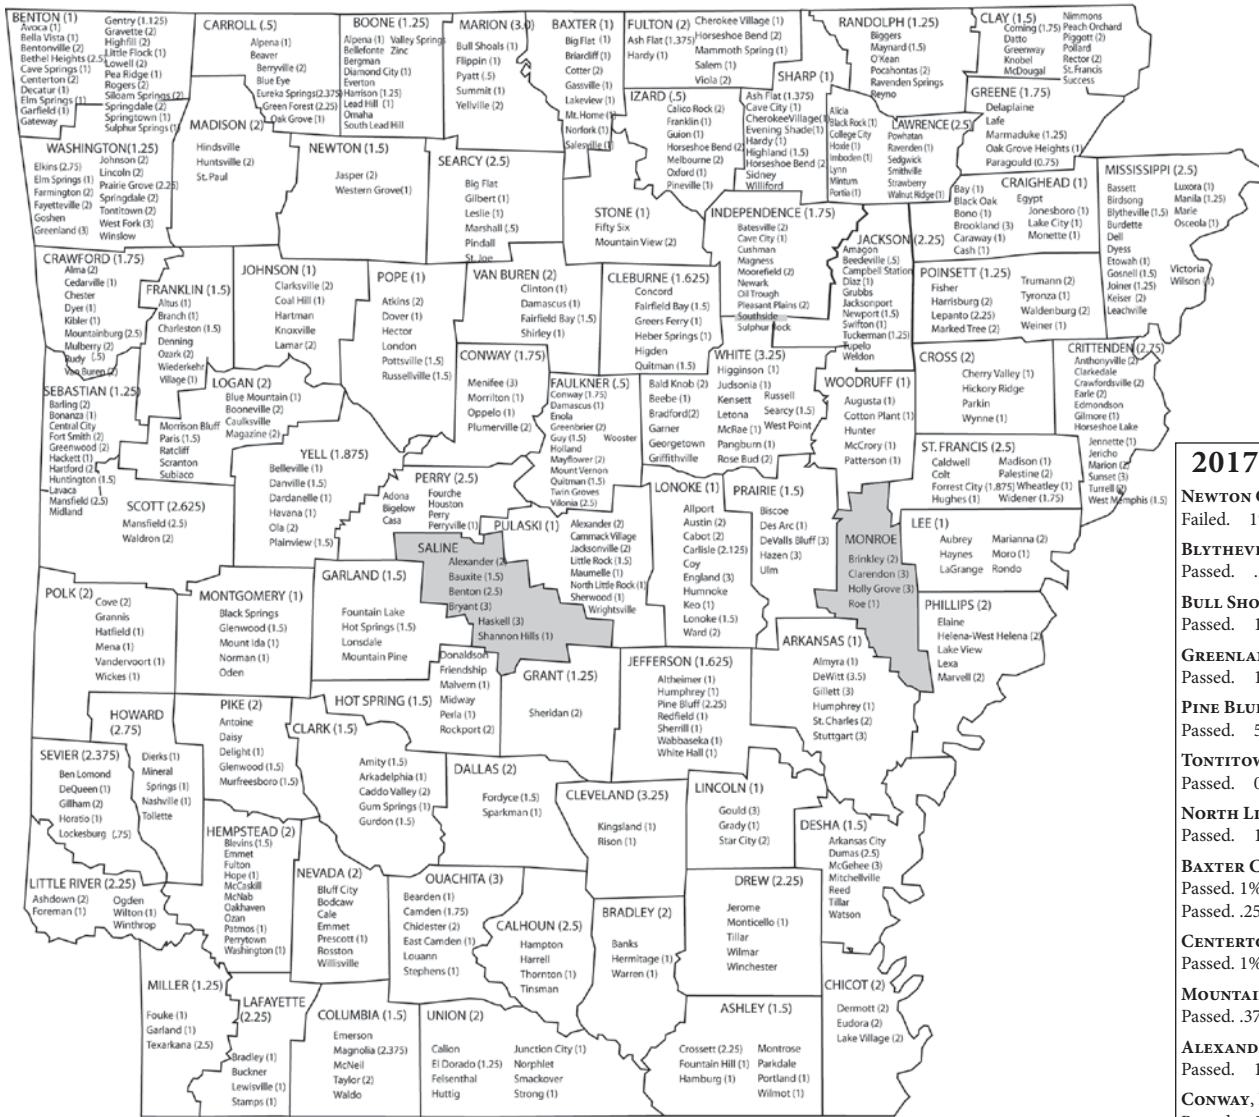 BENTON (1)
Avoca (1)
Bella Vista (1)
Bentonville (2)
Bethel Heights (2.5)
Cave Springs (1)
Centerton (2)
Decatur (1)
Elm Springs (1)
Garfield (1)
Gateway
Gentry (1.125)
Gravette (2)
Highfill (2)
Little Flock (1)
Lowell (2)
Pea Ridge (1)
Rogers (2)
Siloam Springs (2)
Springdale (2)
Springtown (1)
Sulphur Springs (1)
CARROLL (.5)
Alpena (1)
Beaver
Berryville (2)
Blue Eye
Eureka Springs(2.375)
Green Forest (2.25)
Oak Grove (1)
BOONE (1.25)
Alpena (1)
Bellefonte
Bergman
Diamond City (1)
Everton
Harrison (1.25)
Lead Hill (1)
Omaha
South Lead Hill
Valley Springs
Zinc
MARION (3.0)
Bull Shoals (1)
Flippin (1)
Pyatt (.5)
Summit (1)
Yellville (2)
BAXTER (1)
Big Flat (1)
Briarcliff (1)
Cotter (2)
Gassville (1)
Lakeview (1)
Mt. Home (1)
Norfork (1)
Salesville (1)
FULTON (2)
Ash Flat (1.375)
Hardy (1)
Cherokee Village (1)
Horseshoe Bend (2)
Mammoth Spring (1)
Salem (1)
Viola (2)
SHARP (1)
Ash Flat (1.375)
Cave City (1)
CherokeeVillage(1)
Evening Shade(1)
Hardy (1)
Highland (1.5)
Horseshoe Bend (2)
Sidney
Williford
RANDOLPH (1.25)
Biggers
Maynard (1.5)
O'Kean
Pocahontas (2)
Ravenden Springs
Reyno
CLAY (1.5)
Corning (1.75)
Datto
Greenway
Knobel
McDougal
Nimmons
Peach Orchard
Piggott (2)
Pollard
Rector (2)
St.Francis
Success
GREENE (1.75)
Delaplaine
Lafe
Marmaduke (1.25)
Oak Grove Heights (1)
Paragould (0.75)
IZARD (.5)
Calico Rock (2)
Franklin (1)
Guion (1)
Horseshoe Bend (2)
Melbourne (2)
Oxford (1)
Pineville (1)
LAWRENCE (2.5)
Alicia
Black Rock (1)
College City
Hoxie (1)
Imboden (1)
Lynn
Minturn
Portia (1)
Powhatan
Ravenden (1)
Sedgwick
Smithville
Strawberry
Walnut Ridge(1)
MADISON (2)
Hindsville
Huntsville (2)
St. Paul
WASHINGTON(1.25)
Elkins (2.75)
Elm Springs (1)
Farmington (2)
Fayetteville (2)
Goshen
Greenland (3)
Johnson (2)
Lincoln (2)
Prairie Grove (2.25)
Springdale (2)
Tontitown (2)
West Fork (3)
Winslow
NEWTON (1.5)
Jasper (2)
Western Grove(1)
SEARCY (2.5)
Big Flat
Gilbert (1)
Leslie (1)
Marshall (.5)
Pindall
St. Joe
STONE (1)
Fifty Six
Mountain View (2)
INDEPENDENCE (1.75)
Batesville (2)
Cave City (1)
Cushman
Magness
Moorefield (2)
Newark
Oil Trough
Pleasant Plains (2)
Southside
Sulphur Rock
JACKSON (2.25)
Amagon
Beedeville (.5)
Campbell Station
Diaz (1)
Grubbs
Jacksonport
Newport (1.5)
Swifton (1)
Tuckerman (1.25)
Tupelo
Weldon
CRAIGHEAD (1)
Bay (1)
Black Oak
Bono (1)
Brookland (3)
Caraway (1)
Cash (1)
Egypt
Jonesboro (1)
Lake City (1)
Monette (1)
MISSISSIPPI (2.5)
Bassett
Birdsong
Blytheville (1.5)
Burdette
Dell
Dyess
Etowah (1)
Gosnell (1.5)
Joiner (1.25)
Keiser (2)
Leachville
Luxora (1)
Manila (1.25)
Marie
Osceola (1)
Victoria
Wilson (1)
CRAWFORD (1.75)
Alma (2)
Cedarville (1)
Chester
Dyer (1)
Kibler (1)
Mountainburg (2.5)
Mulberry (2)
Rudy (.5)
Van Buren (2)
FRANKLIN (1.5)
Altus (1)
Branch (1)
Charleston (1.5)
Denning
Ozark (2)
Wiederkehr
Village (1)
JOHNSON (1)
Clarksville (2)
Coal Hill (1)
Hartman
Knoxville
Lamar (2)
POPE (1)
Atkins (2)
Dover (1)
Hector
London
Pottsville (1.5)
Russellville (1.5)
VAN BUREN (2)
Clinton (1)
Damascus (1)
Fairfield Bay (1.5)
Shirley (1)
CLEBURNE (1.625)
Concord
Fairfield Bay (1.5)
Greers Ferry (1)
Heber Springs (1)
Higden
Quitman (1.5)
POINSETT (1.25)
Fisher
Harrisburg (2)
Lepanto (2.25)
Marked Tree (2)
Trumann (2)
Tyronza (1)
Waldenburg (2)
Weiner (1)
CONWAY (1.75)
Menifee (3)
Morrilton (1)
Oppelo (1)
Plumerville (2)
FAULKNER (.5)
Conway (1.75)
Damascus (1)
Enola
Greenbrier (2)
Guy (1.5)
Holland
Mayflower (2)
Mount Vernon
Quitman (1.5)
Twin Groves
Vilonia (2.5)
Wooster
WHITE (3.25)
Bald Knob (2)
Beebe (1)
Bradford(2)
Garner
Georgetown
Griffithville
Higginson (1)
Judsonia (1)
Kensett
Letona
McRae (1)
Pangburn (1)
Rose Bud (2)
Russell
Searcy (1.5)
West Point
WOODRUFF (1)
Augusta (1)
Cotton Plant (1)
Hunter
McCrory (1)
Patterson (1)
CROSS (2)
Cherry Valley (1)
Hickory Ridge
Parkin
Wynne (1)
CRITTENDEN (2.75)
Anthonyville (2)
Clarkedale
Crawfordsville (2)
Earle (2)
Edmondson
Gilmore (1)
Horseshoe Lake
Jennette (1)
Jericho
Marion (2)
Sunset (3)
Turrell (2)
West Memphis (1.5)
SEBASTIAN (1.25)
Barling (2)
Bonanza (1)
Central City
Fort Smith (2)
Greenwood (2)
Hackett (1)
Hartford (2)
Huntington (1.5)
Lavaca
Mansfield (2.5)
Midland
LOGAN (2)
Blue Mountain (1)
Booneville (2)
Caulksville
Magazine (2)
Morrison Bluff
Paris (1.5)
Ratcliff
Scranton
Subiaco
YELL (1.875)
Belleville (1)
Danville (1.5)
Dardanelle (1)
Havana (1)
Ola (2)
Plainview (1.5)
PERRY (2.5)
Adona
Bigelow
Casa
Fourche
Houston
Perry
Perryville (1)
ST. FRANCIS (2.5)
Caldwell
Colt
Forrest City (1.875)
Hughes (1)
Madison (1)
Palestine (2)
Wheatley (1)
Widener (1.75)
SCOTT (2.625)
Mansfield (2.5)
Waldron (2)
PULASKI (1)
Alexander (2)
Cammack Village
Jacksonville (2)
Little Rock (1.5)
Maumelle (1)
North Little Rock (1)
Sherwood (1)
Wrightsville
LONOKE (1)
Allport
Austin (2)
Cabot (2)
Carlisle (2.125)
Coy
England (3)
Humnoke
Keo (1)
Lonoke (1.5)
Ward (2)
PRAIRIE (1.5)
Biscoe
Des Arc (1)
DeValls Bluff (3)
Hazen (3)
Ulm
MONROE
Brinkley (2)
Clarendon (3)
Holly Grove (3)
Roe (1)
LEE (1)
Aubrey
Haynes
LaGrange
Marianna (2)
Moro (1)
Rondo
SALINE
Alexander (2)
Bauxite (1.5)
Benton (2.5)
Bryant (3)
Haskell (3)
Shannon Hills (1)
GARLAND (1.5)
Fountain Lake
Hot Springs (1.5)
Lonsdale
Mountain Pine
POLK (2)
Cove (2)
Grannis
Hatfield (1)
Mena (1)
Vandervoort (1)
Wickes (1)
MONTGOMERY (1)
Black Springs
Glenwood (1.5)
Mount Ida (1)
Norman (1)
Oden
PHILLIPS (2)
Elaine
Helena-West Helena (2)
Lake View
Lexa
Marvell (2)
HOT SPRING (1.5)
Donaldson
Friendship
Malvern (1)
Midway
Perla (1)
Rockport (2)
GRANT (1.25)
Sheridan (2)
JEFFERSON (1.625)
Altheimer (1)
Humphrey (1)
Pine Bluff (2.25)
Redfield (1)
Sherrill (1)
Wabbaseka (1)
White Hall (1)
ARKANSAS (1)
Almyra (1)
DeWitt (3.5)
Gillett (3)
Humphrey (1)
St. Charles (2)
Stuttgart (3)
HOWARD
(2.75)
Dierks (1)
Mineral
Springs (1)
Nashville (1)
Tollette
PIKE (2)
Antoine
Daisy
Delight (1)
Glenwood (1.5)
Murfreesboro (1.5)
CLARK (1.5)
Amity (1.5)
Arkadelphia (1)
Caddo Valley (2)
Gum Springs (1)
Gurdon (1.5)
SEVIER (2.375)
Ben Lomond
DeQueen (1)
Gillham (2)
Horatio (1)
Lockesburg (.75)
DALLAS (2)
Fordyce (1.5)
Sparkman (1)
CLEVELAND (3.25)
Kingsland (1)
Rison (1)
LINCOLN (1)
Gould (3)
Grady (1)
Star City (2)
DESHA (1.5)
Arkansas City
Dumas (2.5)
McGehee (3)
Mitchellville
Reed
Tillar
Watson
HEMPSTEAD (2)
Blevins (1.5)
Emmet
Fulton
Hope (1)
McCaskill
McNab
Oakhaven
Ozan
Patmos (1)
Perrytown
Washington (1)
NEVADA (2)
Bluff City
Bodcaw
Cale
Emmet
Prescott (1)
Rosston
Willisville
OUACHITA (3)
Bearden (1)
Camden (1.75)
Chidester (2)
East Camden (1)
Louann
Stephens (1)
CALHOUN (2.5)
Hampton
Harrell
Thornton (1)
Tinsman
BRADLEY (2)
Banks
Hermitage (1)
Warren (1)
DREW (2.25)
Jerome
Monticello (1)
Tillar
Wilmar
Winchester
LITTLE RIVER (2.25)
Ashdown (2)
Foreman (1)
Ogden
Wilton (1)
Winthrop
MILLER (1.25)
Fouke (1)
Garland (1)
Texarkana (2.5)
LAFAYETTE
(2.25)
Bradley (1)
Buckner
Lewisville (1)
Stamps (1)
COLUMBIA (1.5)
Emerson
Magnolia (2.375)
McNeil
Taylor (2)
Waldo
UNION (2)
Calion
El Dorado (1.25)
Felsenthal
Huttig
Junction City (1)
Norphlet
Smackover
Strong (1)
ASHLEY (1.5)
Crossett (2.25)
Fountain Hill (1)
Hamburg (1)
Montrose
Parkdale
Portland (1)
Wilmot (1)
CHICOT (2)
Dermott (2)
Eudora (2)
Lake Village (2)
2017
NEWTON
Failed. 1
BLYTHEVI
Passed. .
BULL SHO
Passed. 1
GREENLA
Passed. 1
PINE BLU
Passed. 5
TONTITOW
Passed. 0
NORTH LI
Passed. 1
BAXTER C
Passed. 1%
Passed. .25
CENTERTO
Passed. 1%
MOUNTAI
Passed. .37
ALEXAND
Passed. 1
CONWAY,